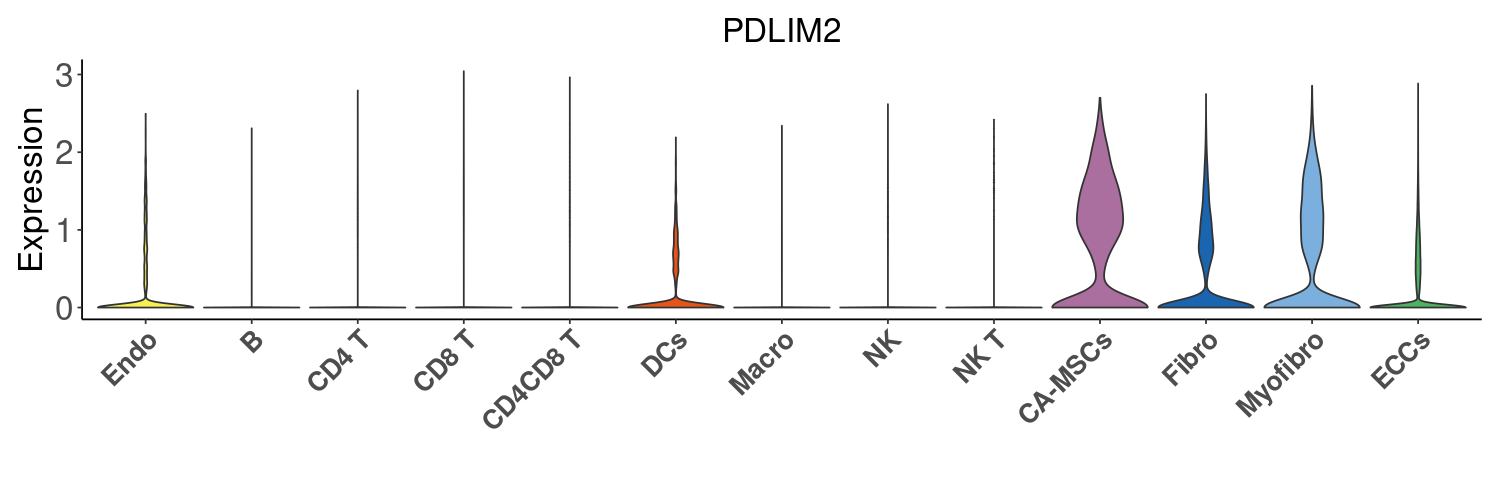 PDLIM2
Expression
3
2
1
0
Endo
B
CD4 T
CD8 T
CD4CD8 T
DCs
Macro
NK
NK T
CA-MSCs
Fibro
Myofibro
ECCs